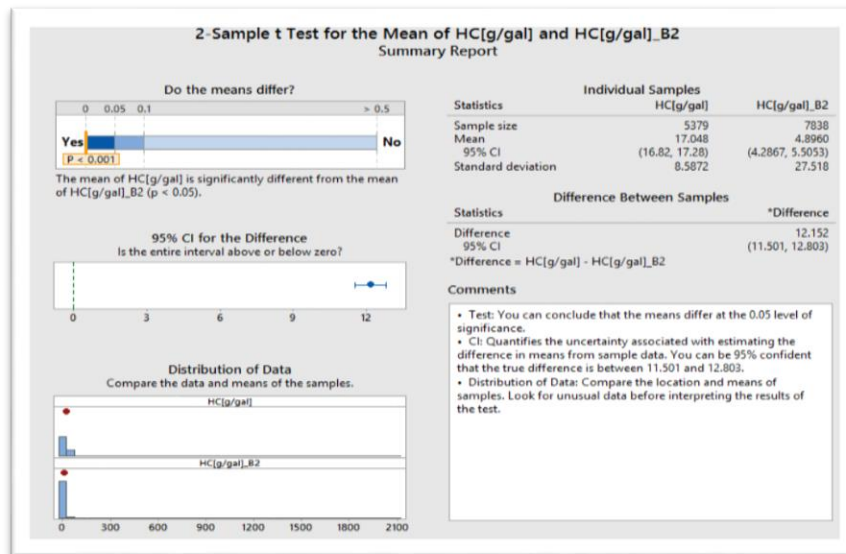 2-Sample t Test for the Mean of HC[g/gal] and HC[g/gal]_B2
Summary Report
Do the means differ?
0 0.05 0.1 > 0.5
Yes No
P < 0.001
The mean of HC[g/gal] is significantly different from the mean
of HC[g/gal]_B2 (p < 0.05).
95% CI for the Difference
Is the entire interval above or below zero?
0 3 6 9 12
Distribution of Data
Compare the data and means of the samples.
HC[g/gal]
HC[g/gal]_B2
0 300 600 900 1200 1500 1800 2100
Individual Samples
Statistics HC[g/gal] HC[g/gal]_B2
Sample size 5379 7838
Mean 17.048 4.8960
95% CI (16.82, 17.28) (4.2867, 5.5053)
Standard deviation 8.5872 27.518
Difference Between Samples
Statistics *Difference
Difference 12.152
95% CI (11.501, 12.803)
*Difference = HC[g/gal] - HC[g/gal]_B2
Comments
• Test: You can conclude that the means differ at the 0.05 level of
significance.
• CI: Quantifies the uncertainty associated with estimating the
difference in means from sample data. You can be 95% confident
that the true difference is between 11.501 and 12.803.
• Distribution of Data: Compare the location and means of
samples. Look for unusual data before interpreting the results of
the test.